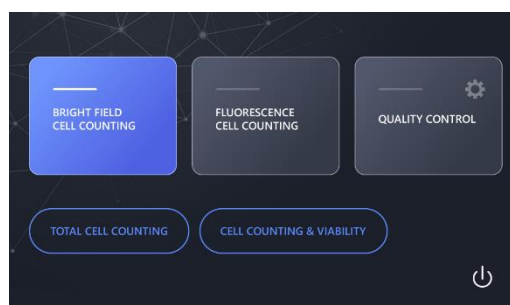 BRIGHT FIELD
CELL COUNTING
FLUORESCENCE
CELL COUNTING
QUALITY CONTROL
TOTAL CELL COUNTING
CELL COUNTING & VIABILITY